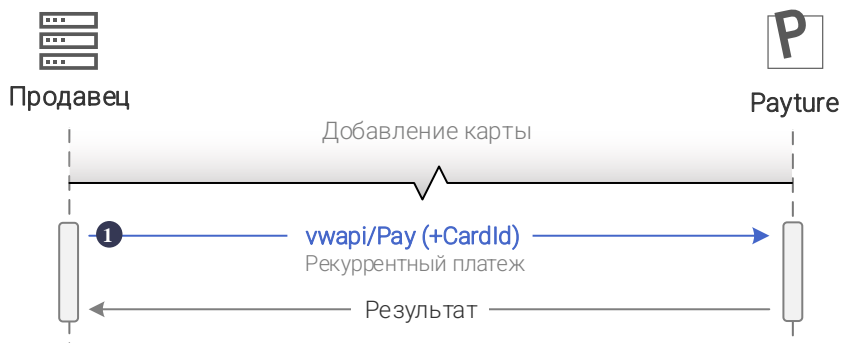 P
Продавец
Payture
Добавление карты
1
vwapi/Pay (+CardId)
Рекуррентный платеж
Результат